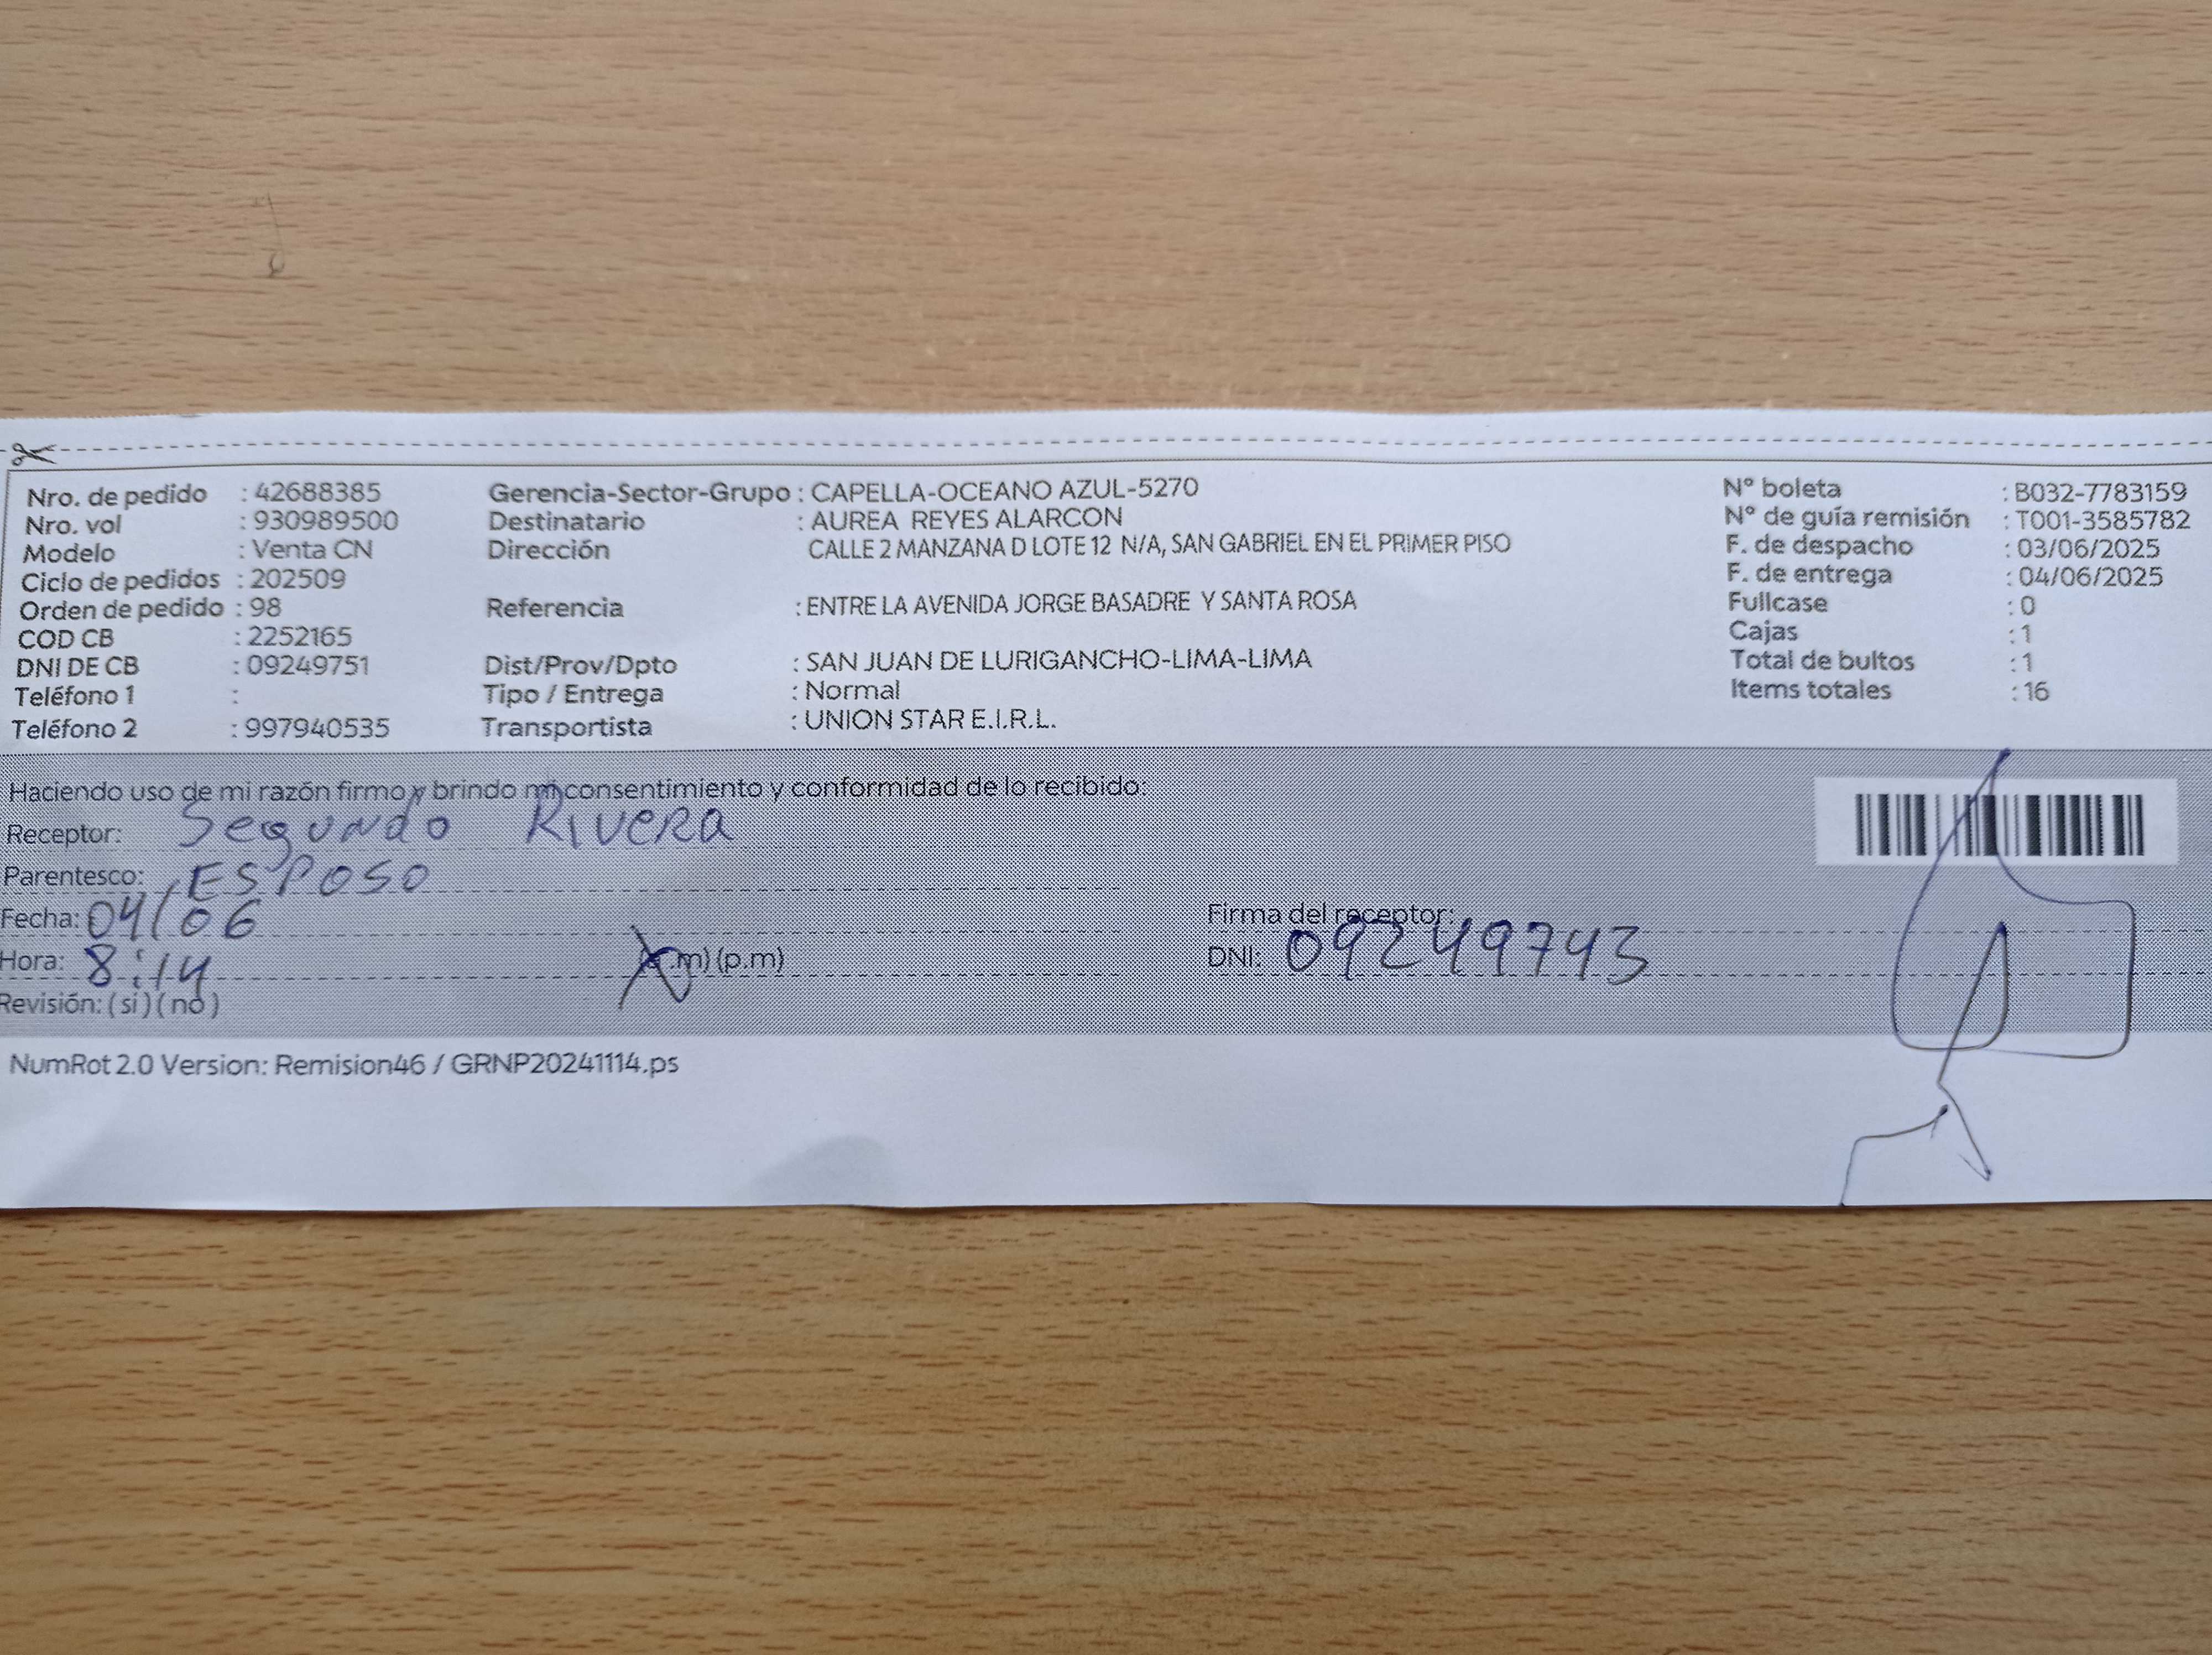 Nro. de pedido : 42688385 Gerencia-Sector-Grupo : CAPELLA-OCEANO AZUL-5270 N° boleta : B032-7783159
Nro. vol : 930989500 Destinatario : AUREA REYES ALARCON N° de guía remisión : T001-3585782
Modelo : Venta CN Dirección CALLE 2 MANZANA D LOTE 12 N/A, SAN GABRIEL EN EL PRIMER PISO F. de despacho : 03/06/2025
Ciclo de pedidos : 202509 F. de entrega : 04/06/2025
Orden de pedido : 98 Referencia : ENTRE LA AVENIDA JORGE BASADRE Y SANTA ROSA Fullcase : 0
COD CB : 2252165 Cajas : 1
DNI DE CB : 09249751 Dist/Prov/Dpto : SAN JUAN DE LURIGANCHO-LIMA-LIMA Total de bultos : 1
Teléfono 1 : Tipo / Entrega : Normal Items totales : 16
Teléfono 2 : 997940535 Transportista : UNION STAR E.I.R.L.
Haciendo uso de mi razón firmo y brindo mi consentimiento y conformidad de lo recibido:
Receptor: Segundo Rivera
Parentesco: ESPOSO
Fecha: 04/06 Firma del receptor:
Hora: 8:14 (a.m) (p.m) DNI: 09249743
Revisión: ( si ) ( no )
NumRot 2.0 Version: Remision46 / GRNP20241114.ps